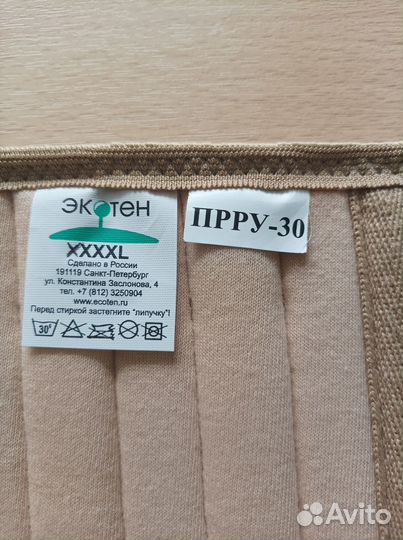 ЭКОТЕН
XXXXL
Сделано в России
191119 Санкт-Петербург
ул. Константина Заслонова, 4
тел. +7 (812) 3250904
www.ecoten.ru
Перед стиркой застегните "липучку"!
30°
ПРРУ-30
Avito